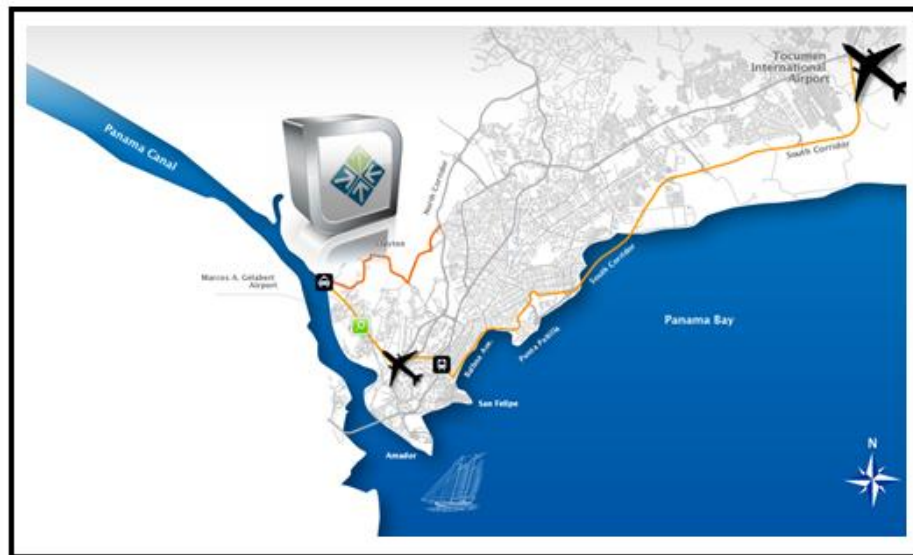 Tocumen
International
Airport
South Corridor
Panama Canal
North Corridor
Clayton
Marcos A. Gelabert
Airport
South Corridor
Panama Bay
Balboa Ave.
Punta Paitilla
San Felipe
Amador
N